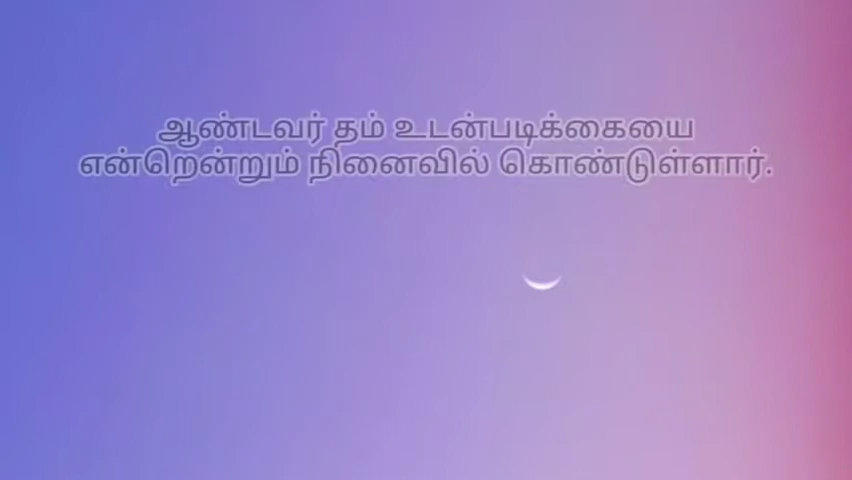 ஆண்டவர் தம் உடன்படிக்கையை
என்றென்றும் நினைவில் கொண்டுள்ளார்.